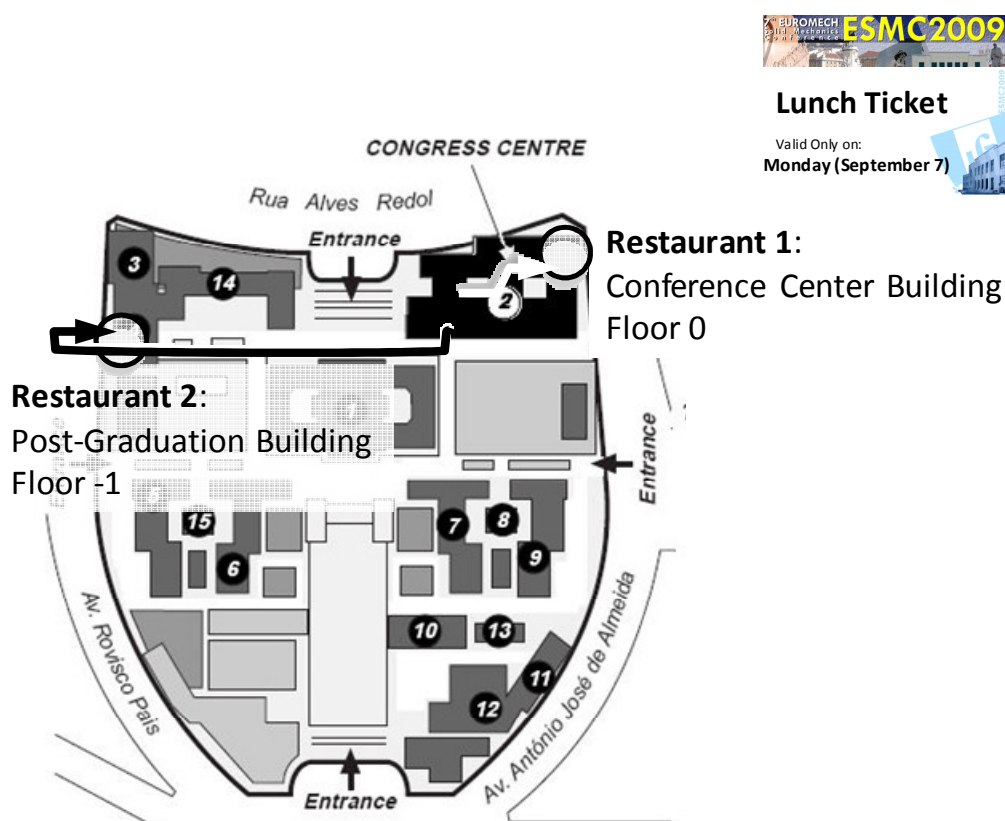 7th EUROMECH
Solid Mechanics
Conference
ESMC2009
Lunch Ticket
ESMC2009
Valid Only on:
Monday (September 7)
CONGRESS CENTRE
Rua Alves Redol
Entrance
Restaurant 1:
Conference Center Building
Floor 0
3
14
2
Restaurant 2:
Post-Graduation Building
Floor -1
Entrance
15
6
7
8
9
10
13
11
12
Av. Rovisco Pais
Av. António José de Almeida
Entrance